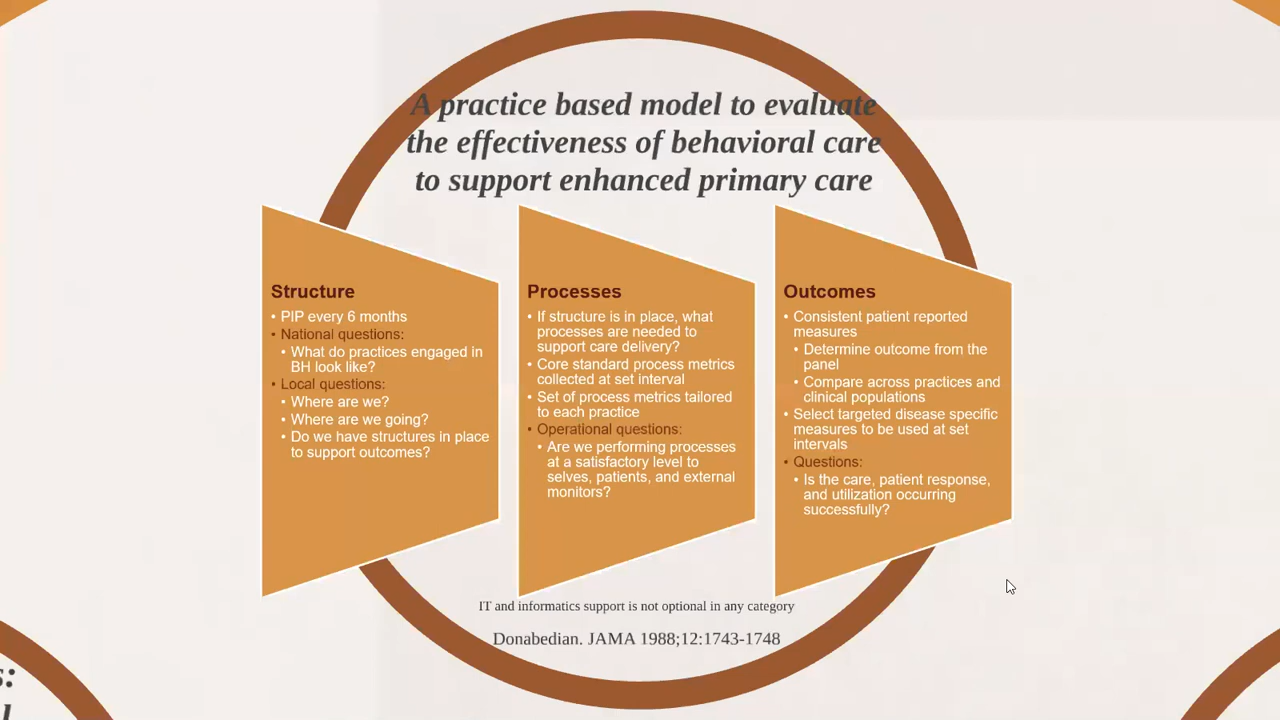 A practice based model to evaluate
the effectiveness of behavioral care
to support enhanced primary care
Structure
• PIP every 6 months
• National questions:
• What do practices engaged in
BH look like?
• Local questions:
• Where are we?
• Where are we going?
• Do we have structures in place
to support outcomes?
Processes
• If structure is in place, what
processes are needed to
support care delivery?
• Core standard process metrics
collected at set interval
• Set of process metrics tailored
to each practice
• Operational questions:
• Are we performing processes
at a satisfactory level to
selves, patients, and external
monitors?
Outcomes
• Consistent patient reported
measures
• Determine outcome from the
panel
• Compare across practices and
clinical populations
• Select targeted disease specific
measures to be used at set
intervals
• Questions:
• Is the care, patient response,
and utilization occurring
successfully?
IT and informatics support is not optional in any category
Donabedian. JAMA 1988;12:1743-1748
s: